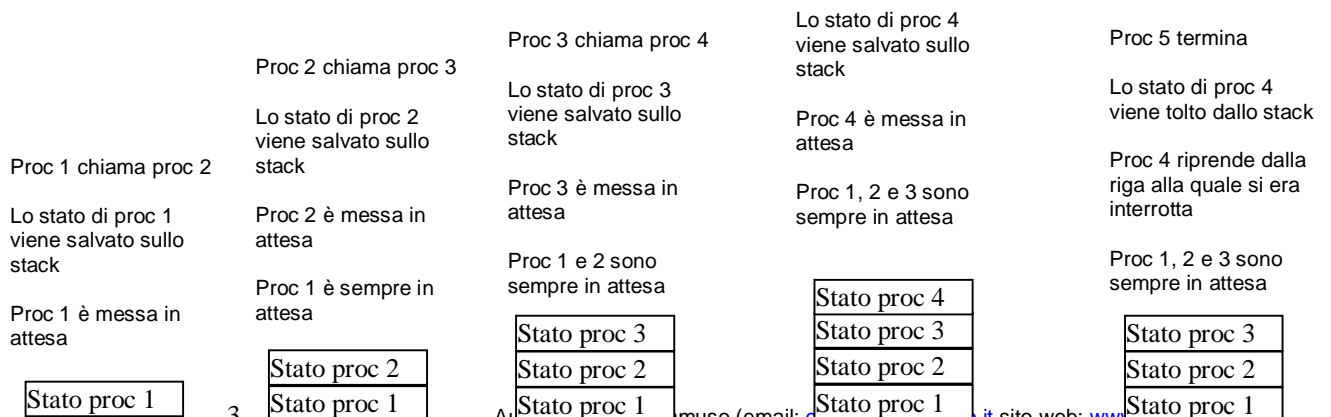 Proc 1 chiama proc 2
Lo stato di proc 1
viene salvato sullo
stack
Proc 1 è messa in
attesa
Stato proc 1
Proc 2 chiama proc 3
Lo stato di proc 2
viene salvato sullo
stack
Proc 2 è messa in
attesa
Proc 1 è sempre in
attesa
Stato proc 2
Stato proc 1
Proc 3 chiama proc 4
Lo stato di proc 3
viene salvato sullo
stack
Proc 3 è messa in
attesa
Proc 1 e 2 sono
sempre in attesa
Stato proc 3
Stato proc 2
Stato proc 1
Lo stato di proc 4
viene salvato sullo
stack
Proc 4 è messa in
attesa
Proc 1, 2 e 3 sono
sempre in attesa
Stato proc 4
Stato proc 3
Stato proc 2
Stato proc 1
Proc 5 termina
Lo stato di proc 4
viene tolto dallo stack
Proc 4 riprende dalla
riga alla quale si era
interrotta
Proc 1, 2 e 3 sono
sempre in attesa
Stato proc 3
Stato proc 2
Stato proc 1
3
(email: it site web: